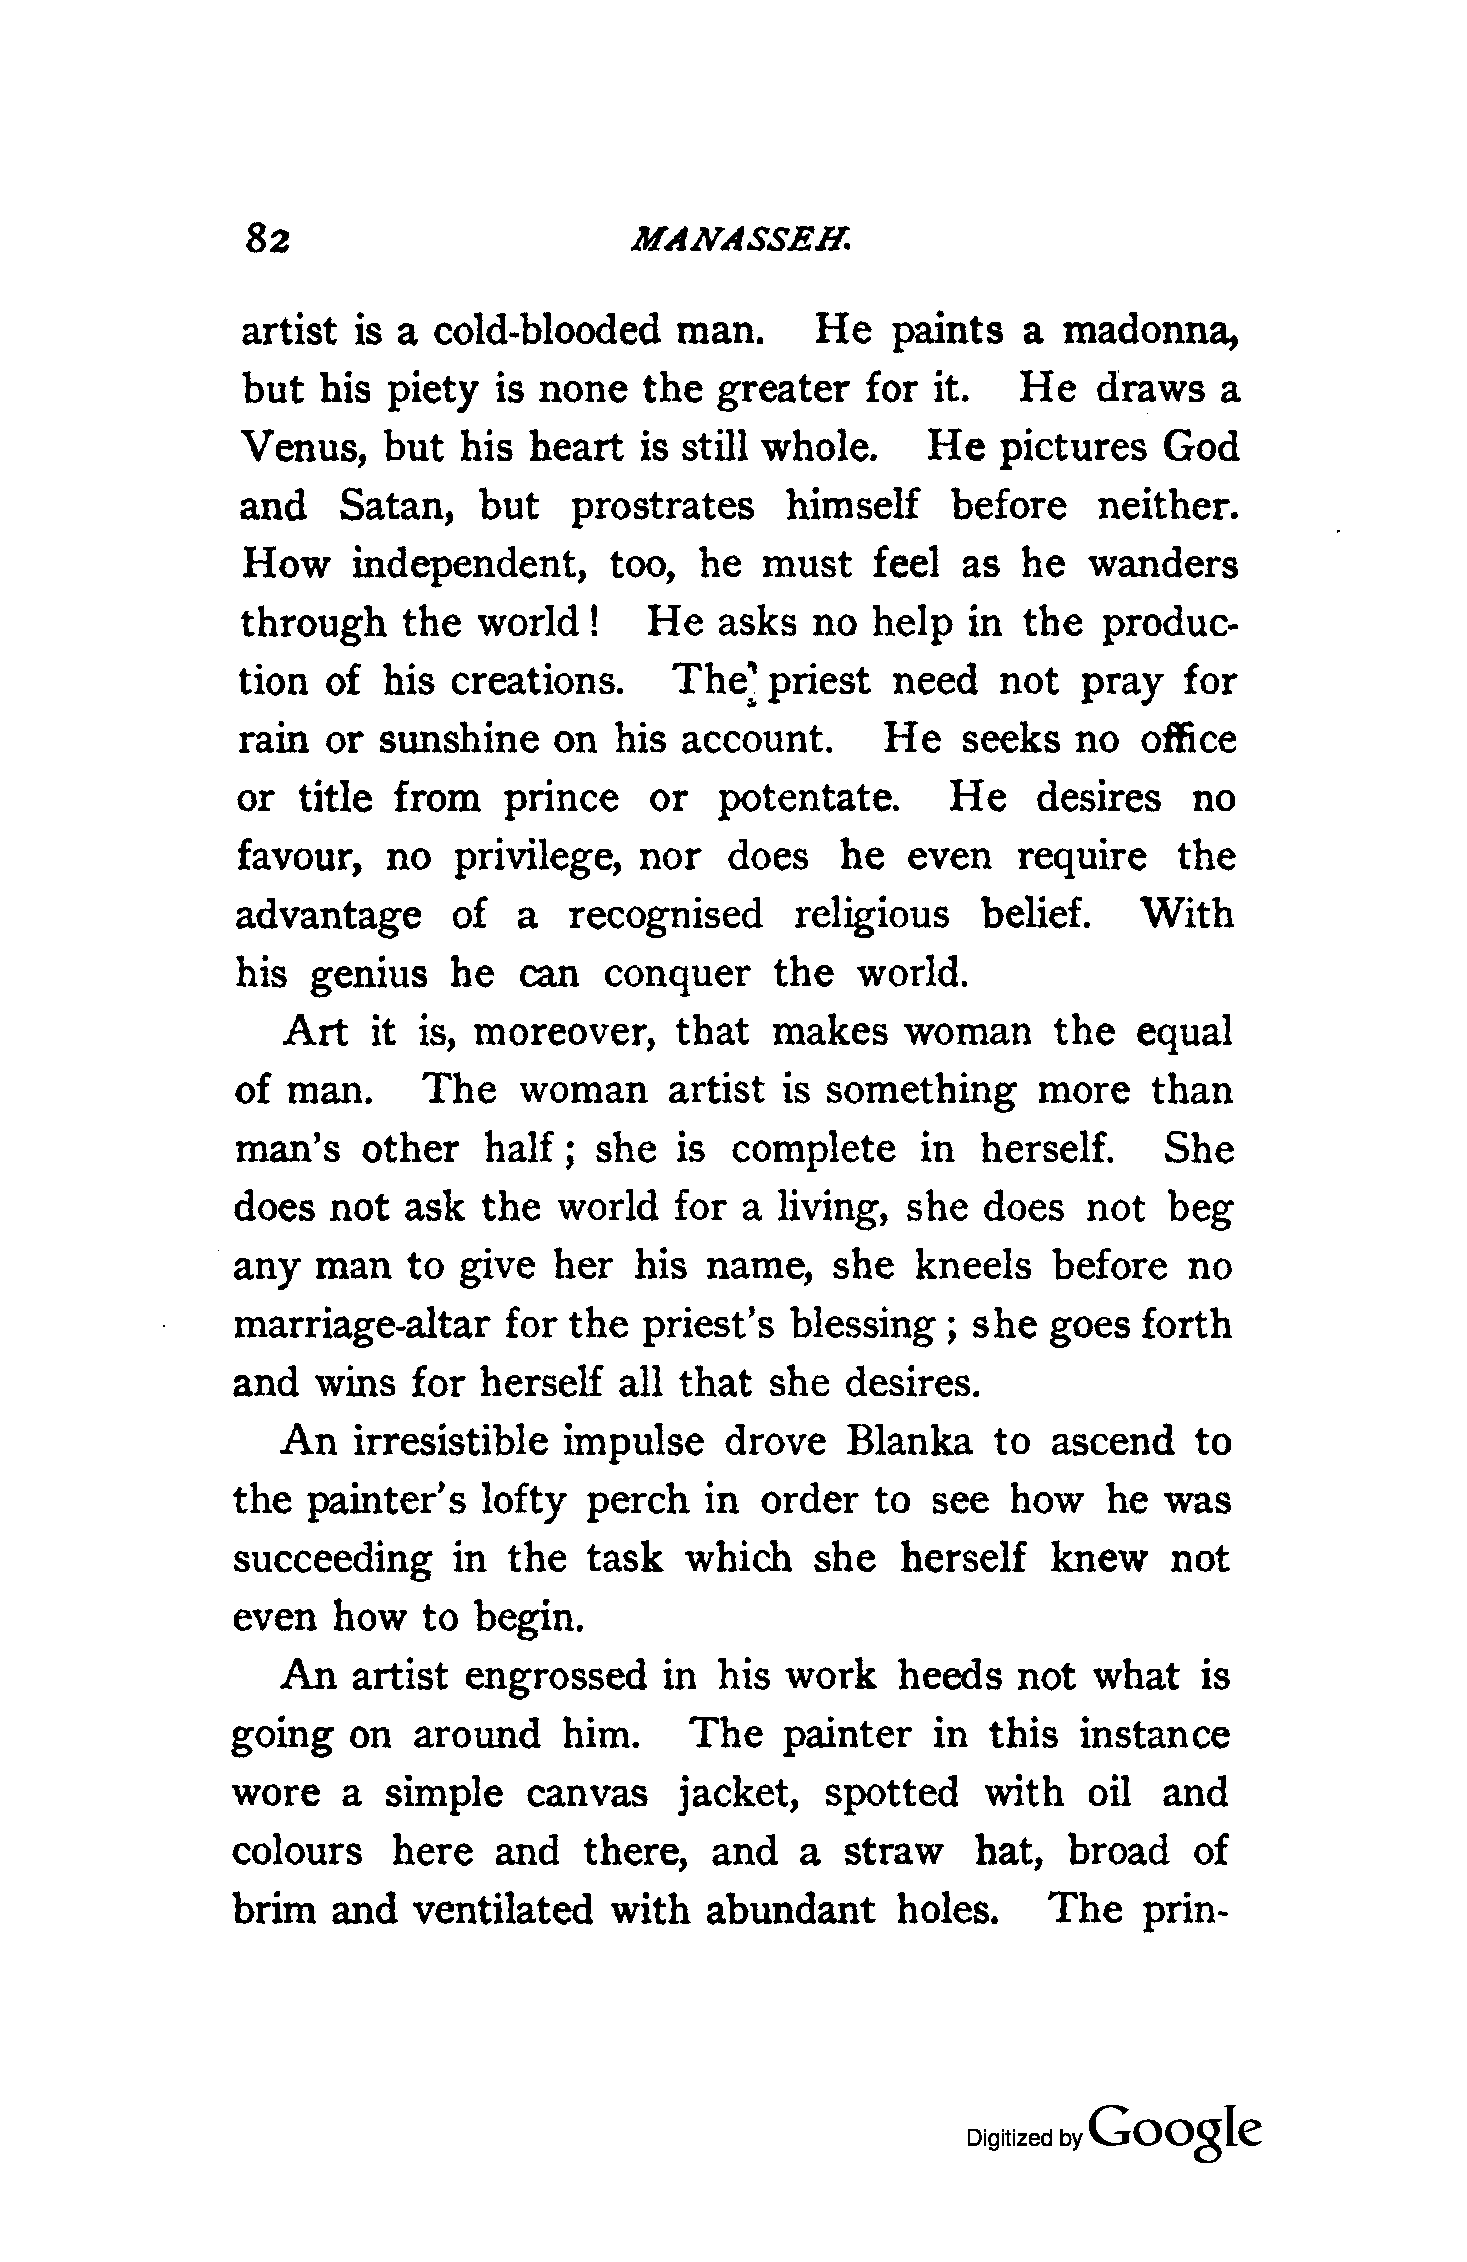 82 MANASSEH.
artist is a cold-blooded man. He paints a madonna,
but his piety is none the greater for it. He draws a
Venus, but his heart is still whole. He pictures God
and Satan, but prostrates himself before neither.
How independent, too, he must feel as he wanders
through the world! He asks no help in the produc-
tion of his creations. The priest need not pray for
rain or sunshine on his account. He seeks no office
or title from prince or potentate. He desires no
favour, no privilege, nor does he even require the
advantage of a recognised religious belief. With
his genius he can conquer the world.
Art it is, moreover, that makes woman the equal
of man. The woman artist is something more than
man's other half; she is complete in herself. She
does not ask the world for a living, she does not beg
any man to give her his name, she kneels before no
marriage-altar for the priest's blessing; she goes forth
and wins for herself all that she desires.
An irresistible impulse drove Blanka to ascend to
the painter's lofty perch in order to see how he was
succeeding in the task which she herself knew not
even how to begin.
An artist engrossed in his work heeds not what is
going on around him. The painter in this instance
wore a simple canvas jacket, spotted with oil and
colours here and there, and a straw hat, broad of
brim and ventilated with abundant holes. The prin-
Digitized by Google